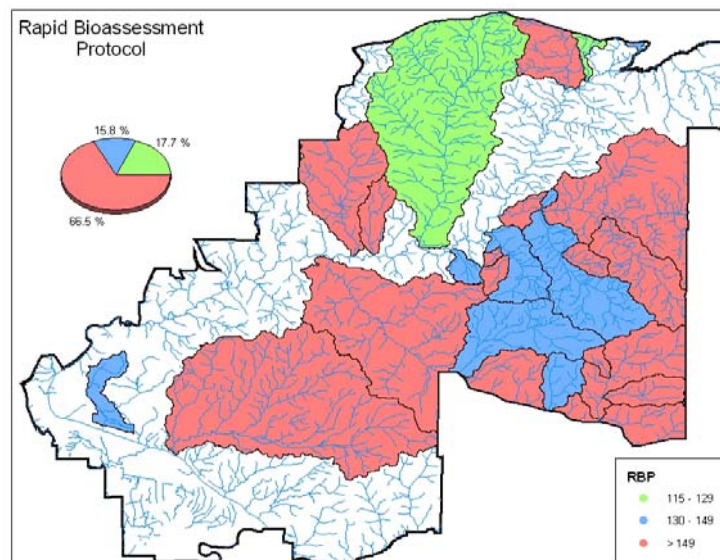 Rapid Bioassessment
Protocol
15.8 %
17.7 %
66.5 %
RBP
115 - 129
130 - 149
> 149